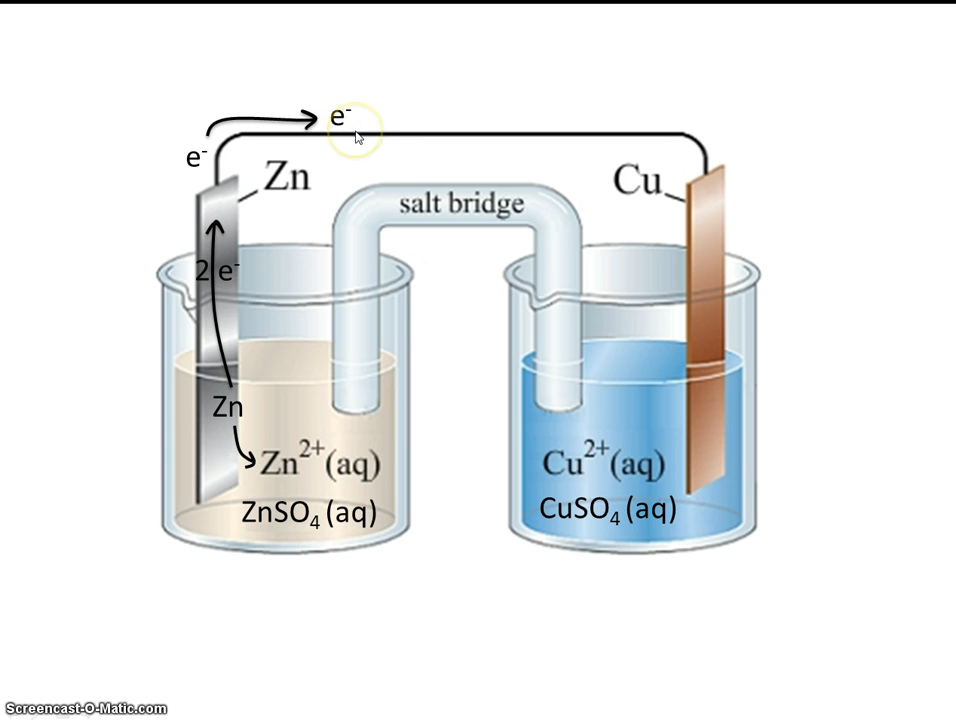 e⁻
e⁻
Zn
Cu
salt bridge
2 e⁻
Zn
Zn²⁺(aq)
Cu²⁺(aq)
ZnSO₄ (aq)
CuSO₄ (aq)
Screencast-O-Matic.com